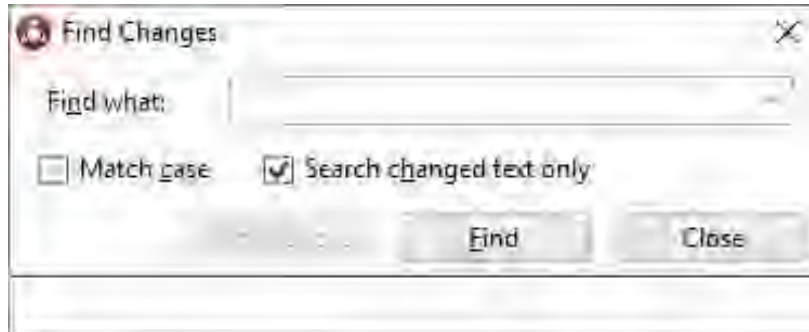 Find Changes
Find what:
Match case Search changed text only
Find Close